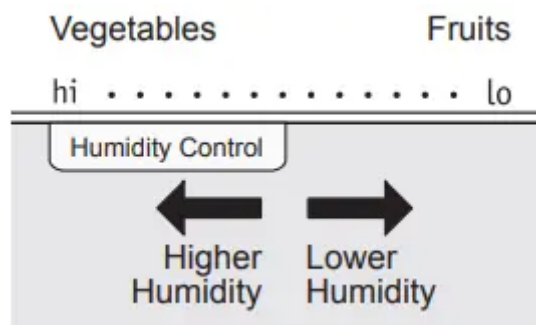 Vegetables Fruits
hi . . . . . . . . . . . . . lo
Humidity Control
Higher Lower
Humidity Humidity